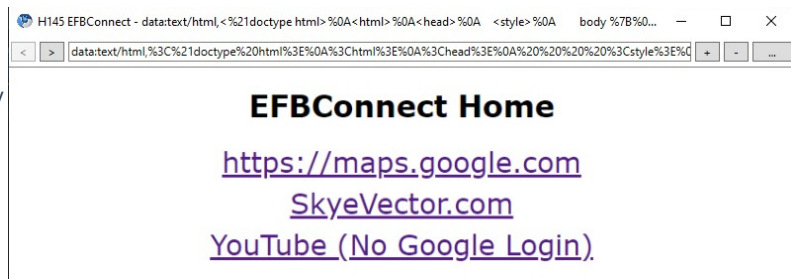 H145 EFBConnect - data:text/html,<%21doctype html>%0A<html>%0A<head>%0A <style>%0A body %7B%0...
< > data:text/html,%3C%21doctype%20html%3E%0A%3Chtml%3E%0A%3Chead%3E%0A%20%20%20%20%3Cstyle%3E%0 + - ...
EFBConnect Home
https://maps.google.com
SkyeVector.com
YouTube (No Google Login)